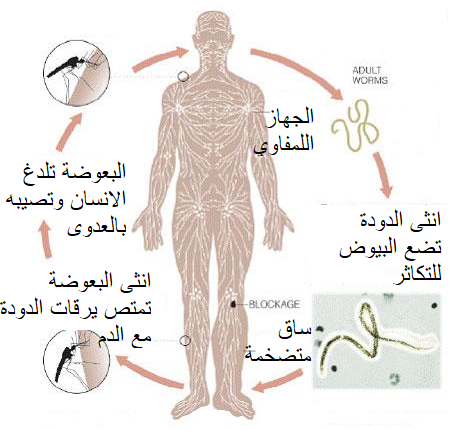 ADULT
WORMS
الجهاز
اللمفاوي
البعوضة تلدغ
الانسان وتصيبه
بالعدوى
انثى الدودة
تضع البيوض
للتكاثر
انثى البعوضة
تمتص يرقات الدودة
مع الدم
BLOCKAGE
ساق
متضخمة